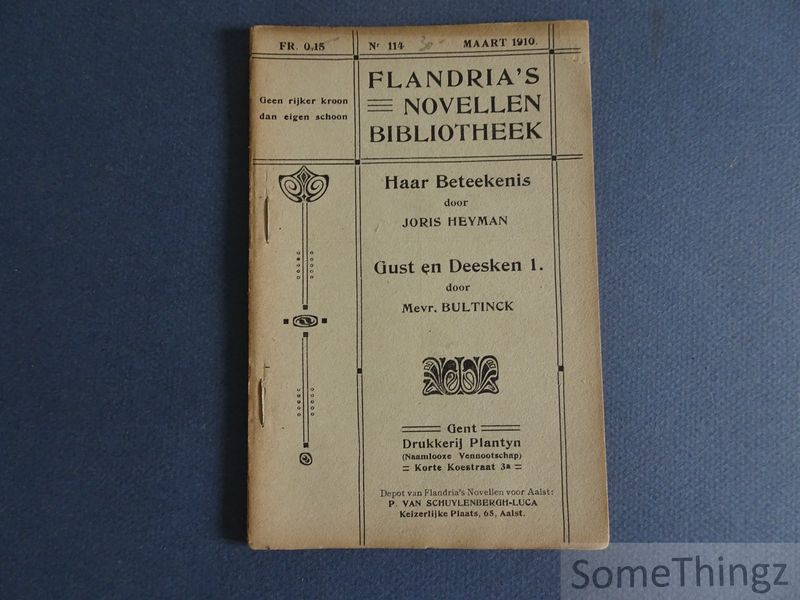 FR. 0,15
Nr 114
30-
MAART 1910.
Geen rijker kroon
dan eigen schoon
FLANDRIA'S
NOVELLEN
BIBLIOTHEEK
Haar Beteekenis
door
JORIS HEYMAN
Gust en Deesken 1.
door
Mevr. BULTINCK
Gent
Drukkerij Plantyn
(Naamlooze Vennootschap)
= Korte Koestraat 3a =
Depot van Flandria's Novellen voor Aalst:
P. VAN SCHUYLENBERGH-LUCA
Keizerlijke Plaats, 65, Aalst.
SomeThingz